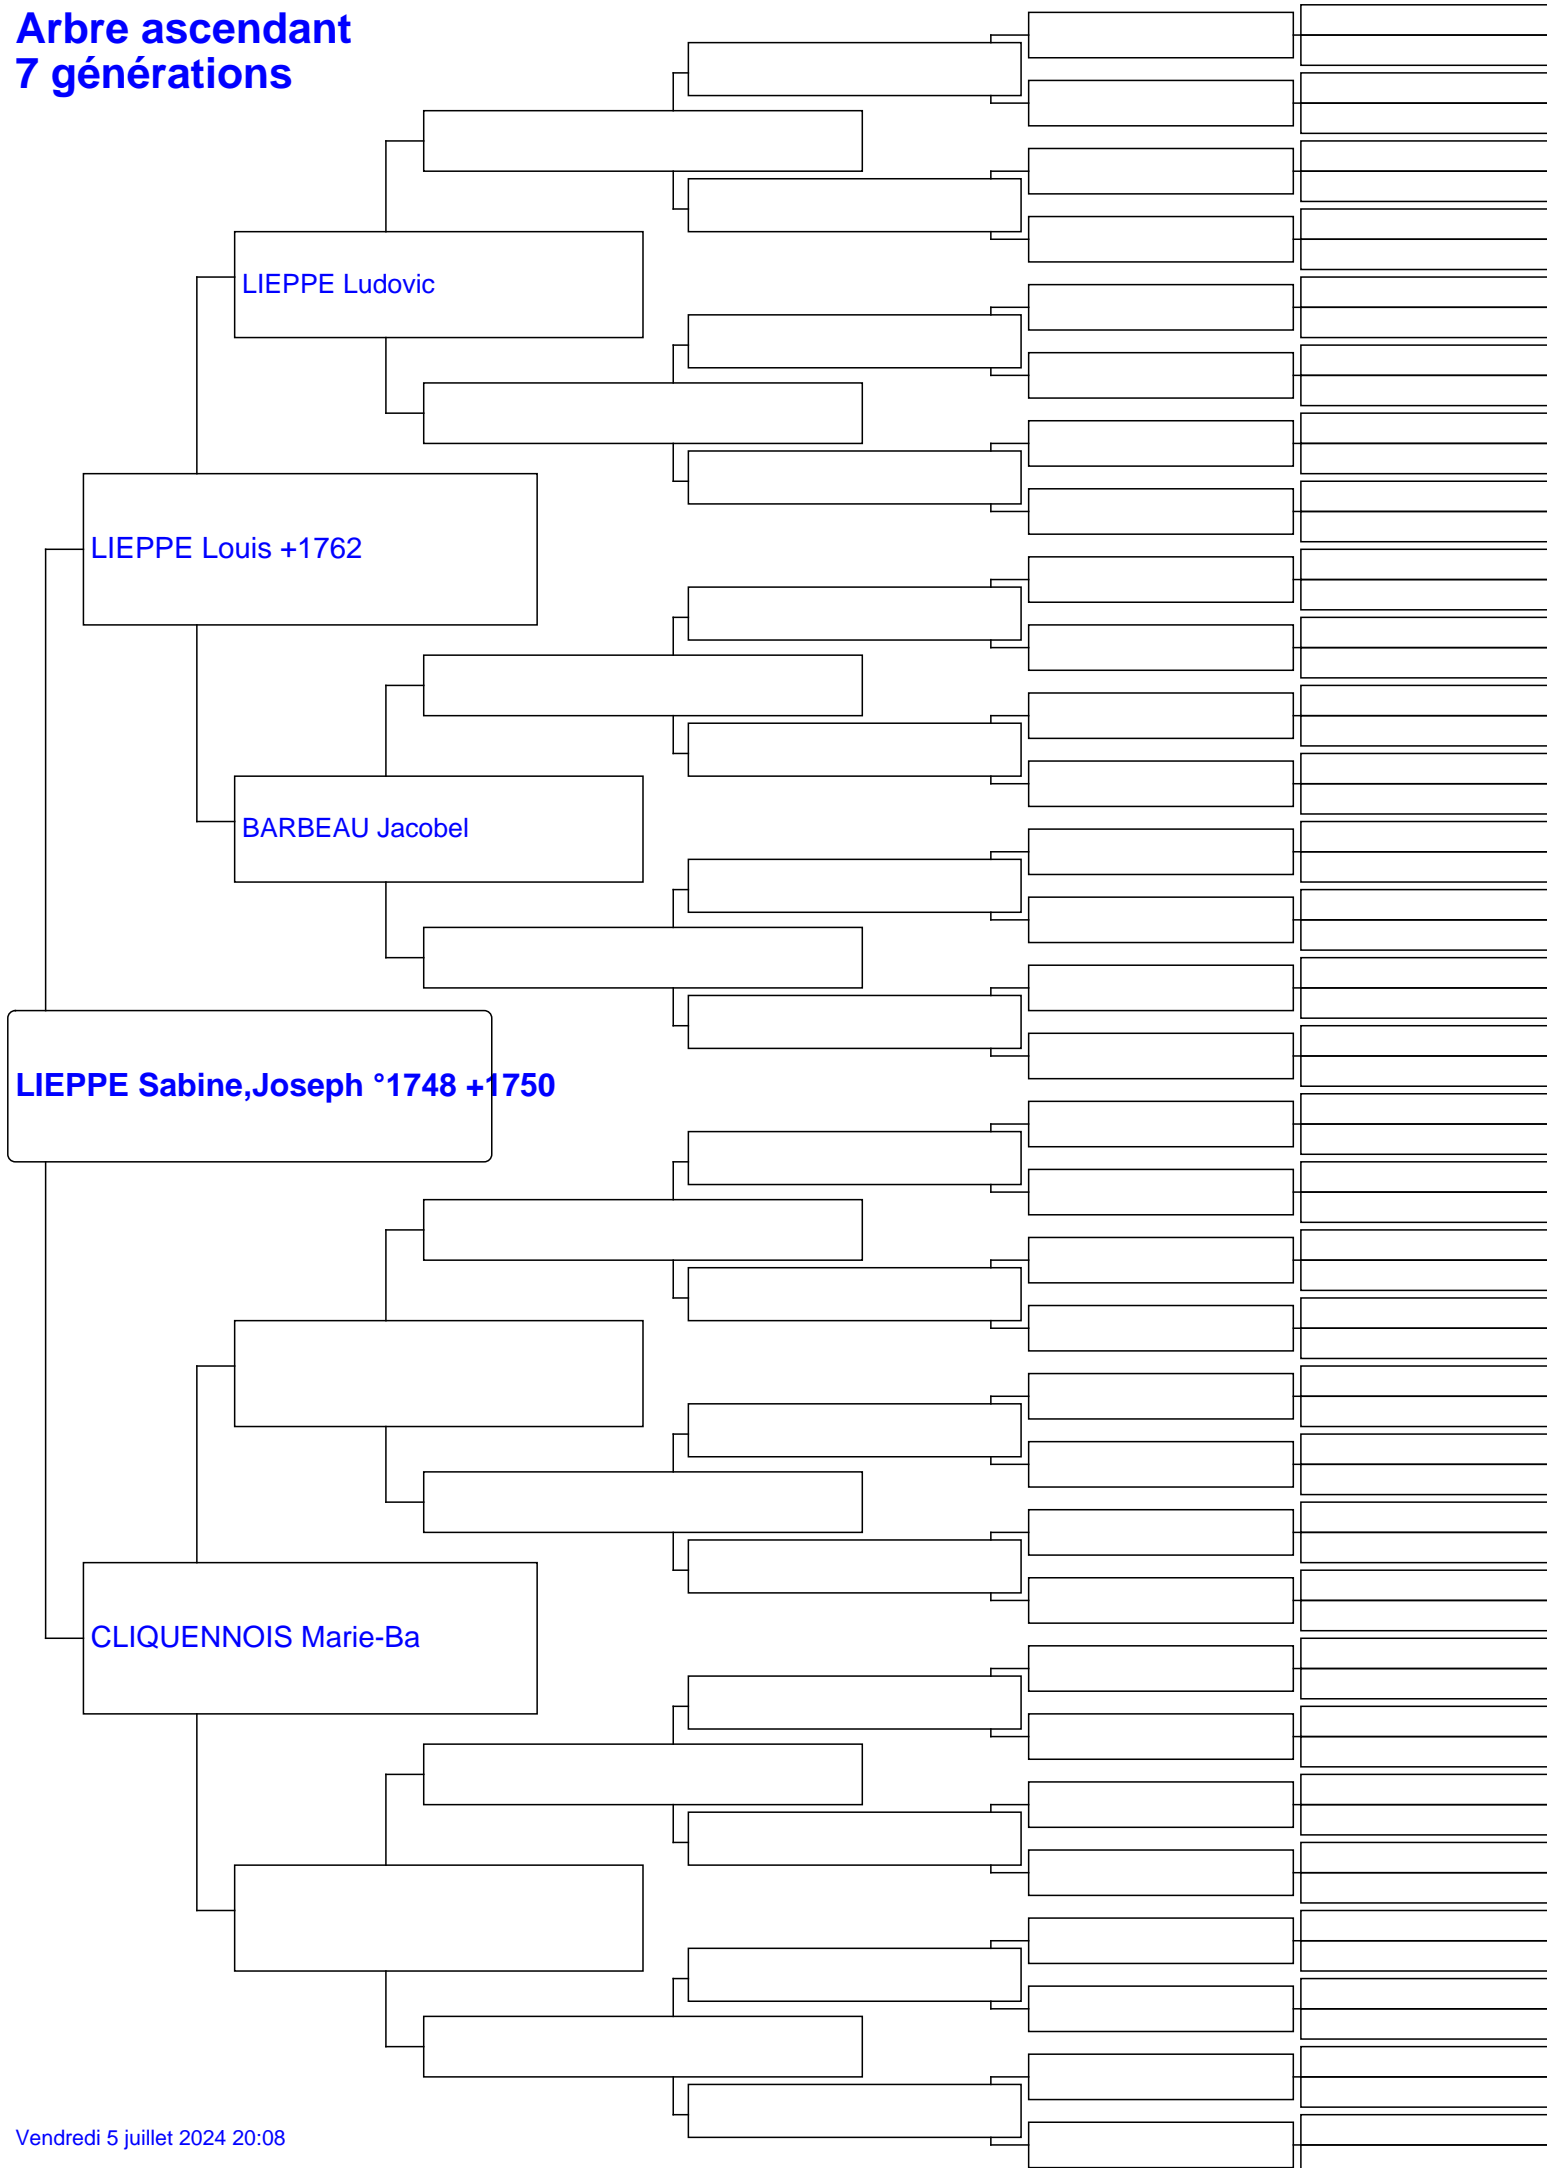 Arbre ascendant
7 générations
LIEPPE Ludovic
LIEPPE Louis +1762
BARBEAU Jacobel
LIEPPE Sabine,Joseph °1748 +1750
CLIQUENNOIS Marie-Ba
Vendredi 5 juillet 2024 20:08